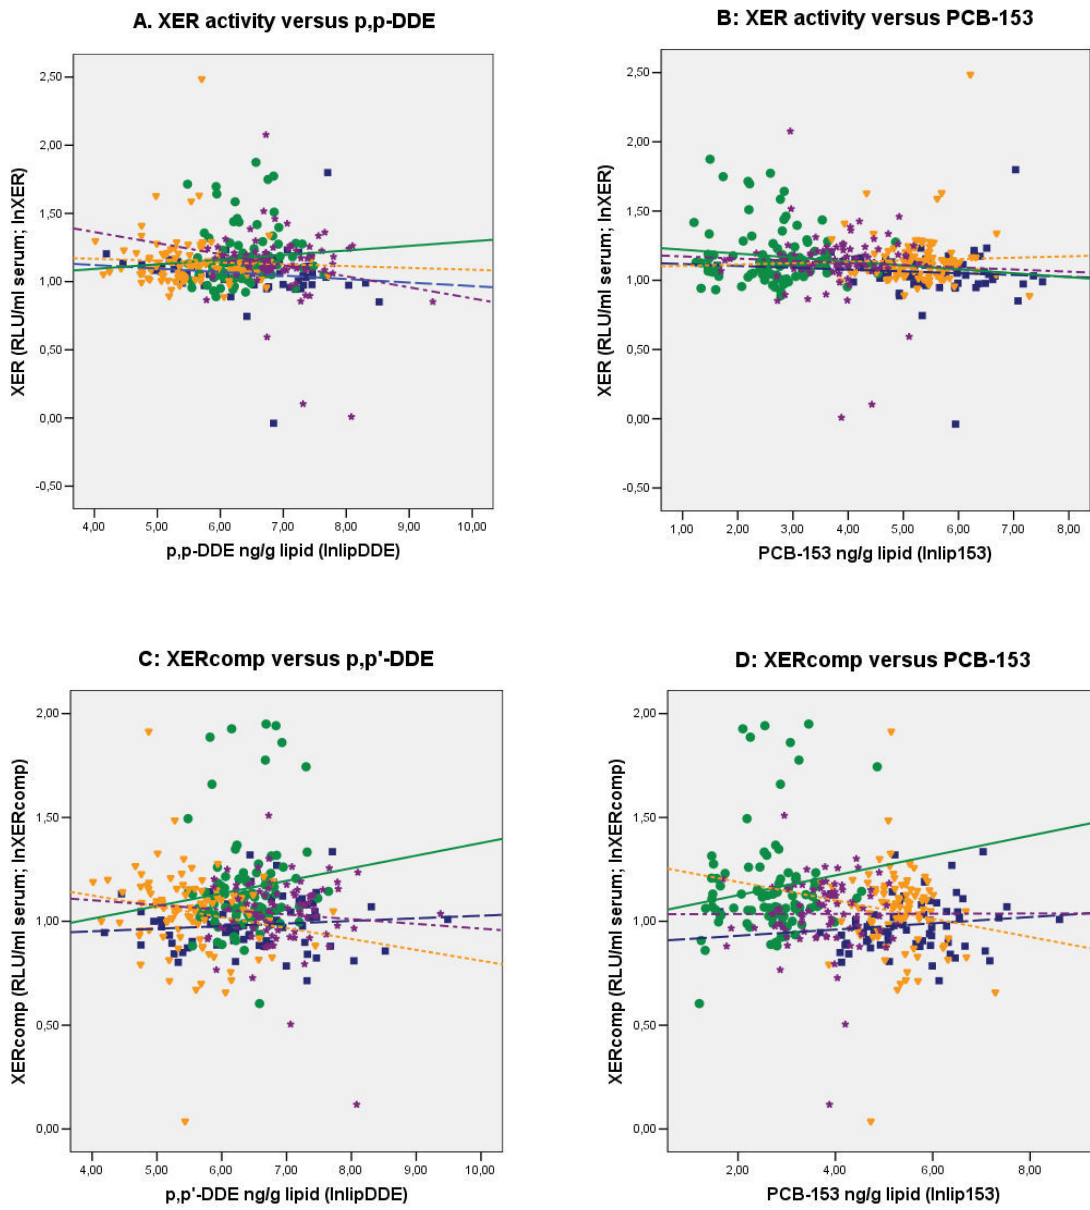 A. XER activity versus p,p-DDE
B: XER activity versus PCB-153
XER (RLU/ml serum; lnXER)
2,50
2,00
1,50
1,00
0,50
0,00
-0,50
4,00 5,00 6,00 7,00 8,00 9,00 10,00
p,p-DDE ng/g lipid (lnlipDDE)
XER (RLU/ml serum; lnXER)
2,50
2,00
1,50
1,00
0,50
0,00
-0,50
1,00 2,00 3,00 4,00 5,00 6,00 7,00 8,00
PCB-153 ng/g lipid (lnlip153)
C: XERcomp versus p,p'-DDE
D: XERcomp versus PCB-153
XERcomp (RLU/ml serum; lnXERcomp)
2,00
1,50
1,00
0,50
0,00
4,00 5,00 6,00 7,00 8,00 9,00 10,00
p,p'-DDE ng/g lipid (lnlipDDE)
XERcomp (RLU/ml serum; lnXERcomp)
2,00
1,50
1,00
0,50
0,00
2,00 4,00 6,00 8,00
PCB-153 ng/g lipid (lnlip153)